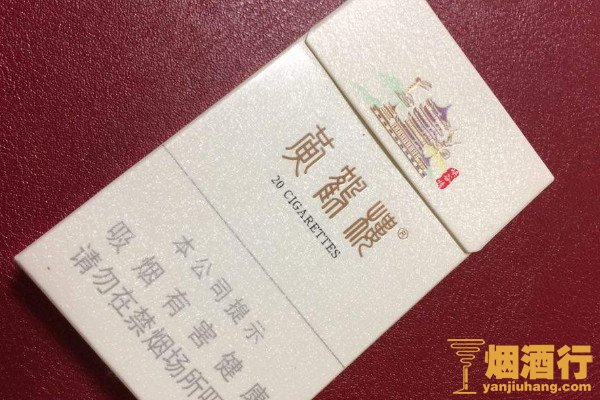 黄鹤楼®
20 CIGARETTES
本公司提示
吸烟有害健康
请勿在禁烟场所吸
烟酒行
yanjiuhang.com